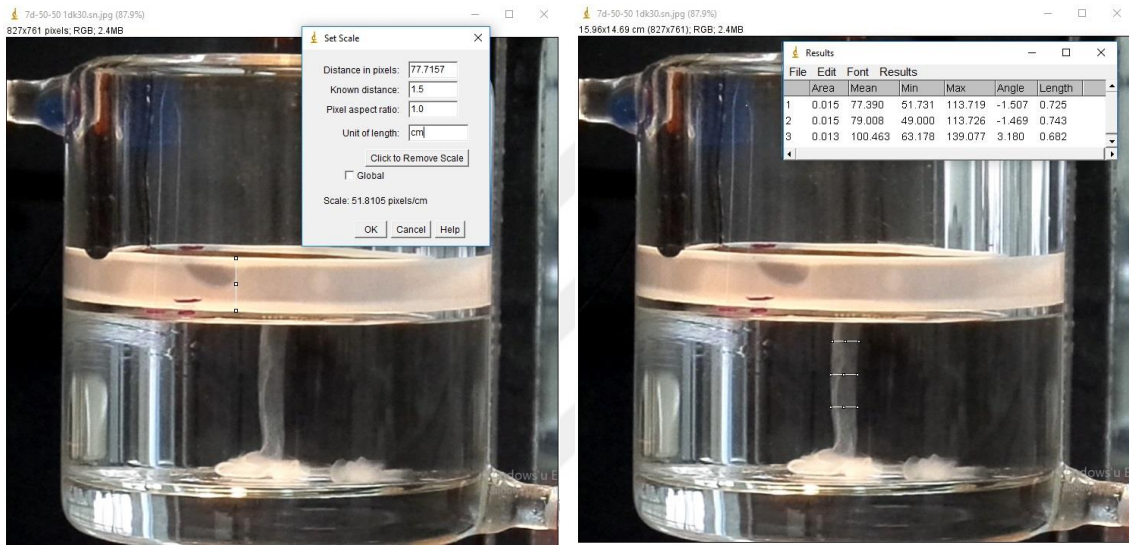 7d-50-50 1dk30.sn.jpg (87.9%)
827x761 pixels; RGB; 2.4MB
Set Scale
Distance in pixels: 77.7157
Known distance: 1.5
Pixel aspect ratio: 1.0
Unit of length: cm
Click to Remove Scale
Global
Scale: 51.8105 pixels/cm
OK Cancel Help
dows'u E
7d-50-50 1dk30.sn.jpg (87.9%)
15.96x14.69 cm (827x761); RGB; 2.4MB
Results
File Edit Font Results
Area Mean Min Max Angle Length
1 0.015 77.390 51.731 113.719 -1.507 0.725
2 0.015 79.008 49.000 113.726 -1.469 0.743
3 0.013 100.463 63.178 139.077 3.180 0.682
dows'u E